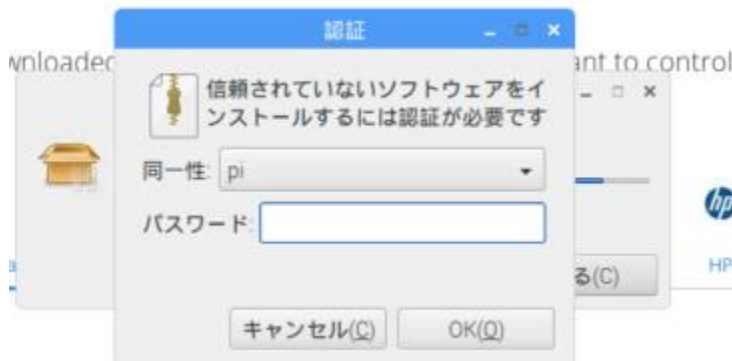 認証
wnloaded
ant to control
信頼されていないソフトウェアをイ
ンストールするには認証が必要です
同一性: pi
パスワード:
hp
HP
る(C)
キャンセル(C)
OK(O)